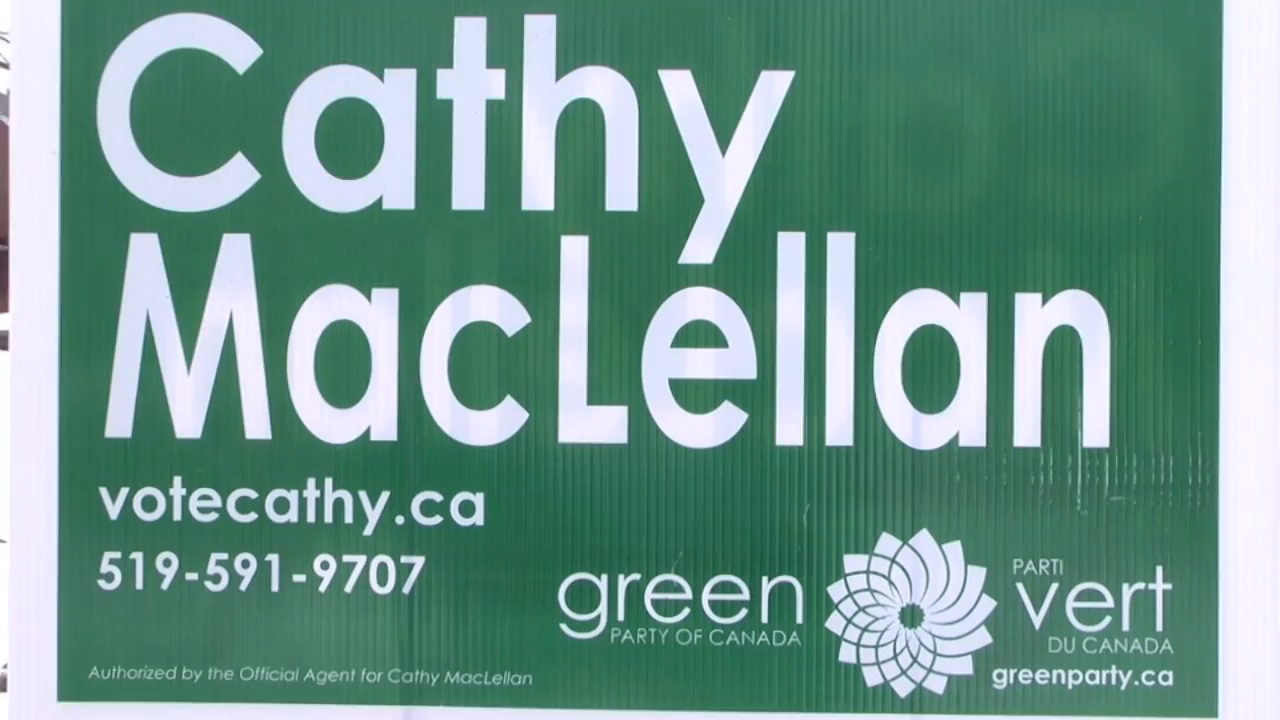 Cathy
MacLellan
votecathy.ca
519-591-9707
green
PARTY OF CANADA
PARTI
vert
DU CANADA
greenparty.ca
Authorized by the Official Agent for Cathy MacLellan